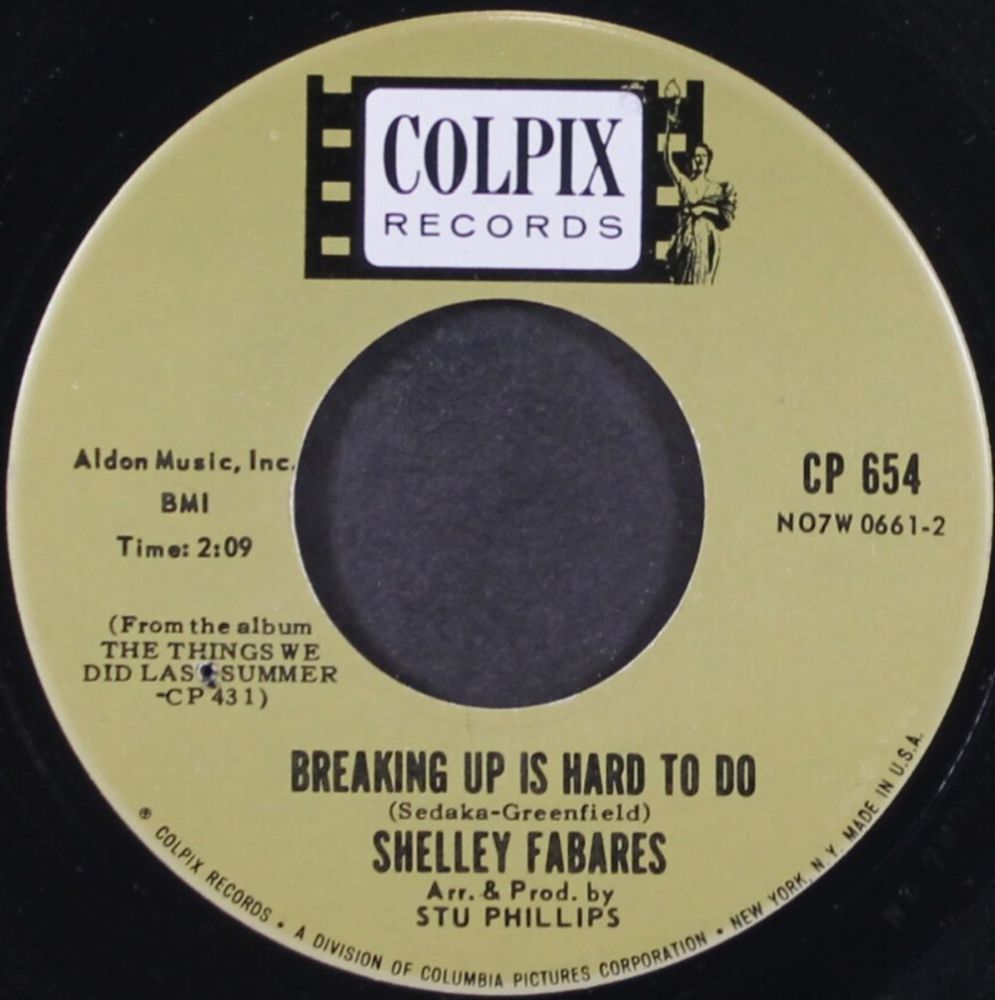 COLPIX
RECORDS
Aldon Music, Inc.
BMI
Time: 2:09
CP 654
NO7W 0661-2
(From the album
THE THINGS WE
DID LAST SUMMER
-CP 431)
BREAKING UP IS HARD TO DO
(Sedaka-Greenfield)
SHELLEY FABARES
Arr. & Prod. by
STU PHILLIPS
® COLPIX RECORDS • A DIVISION OF COLUMBIA PICTURES CORPORATION • NEW YORK, N. Y. MADE IN U.S.A.